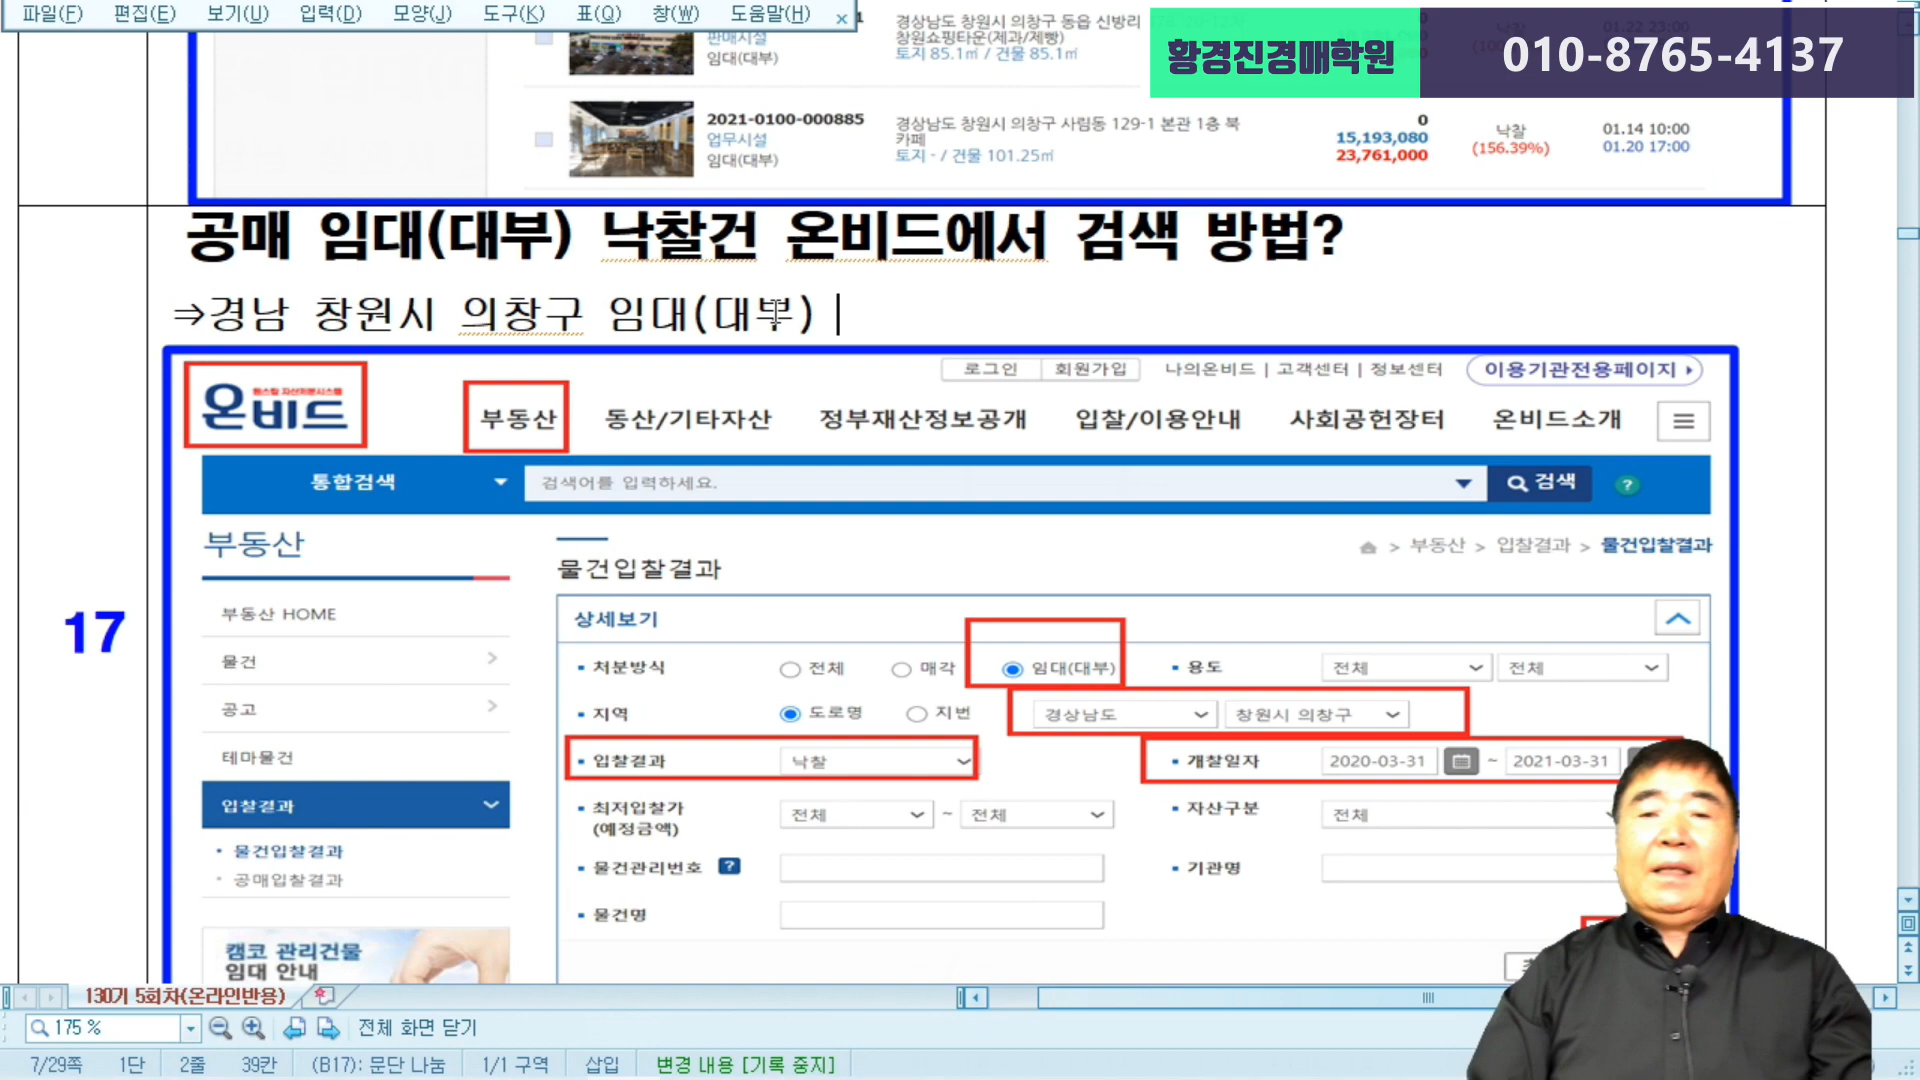 파일(F) 편집(E) 보기(U) 입력(D) 모양(J) 도구(K) 표(Q) 창(W) 도움말(H)
판매시설
임대(대부)
경상남도 창원시 의창구 동읍 신방리
창원쇼핑타운(제과/제빵)
토지 85.1㎡ / 건물 85.1㎡
황경진경매학원 010-8765-4137
2021-0100-000885
업무시설
임대(대부)
경상남도 창원시 의창구 사림동 129-1 본관 1층 북
카페
토지 - / 건물 101.25㎡
0
15,193,080
23,761,000
낙찰
(156.39%)
01.14 10:00
01.20 17:00
공매 임대(대부) 낙찰건 온비드에서 검색 방법?
⇒경남 창원시 의창구 임대(대부)
17
로그인 회원가입 나의온비드 | 고객센터 | 정보센터 이용기관전용페이지
온비드
부동산 동산/기타자산 정부재산정보공개 입찰/이용안내 사회공헌장터 온비드소개
통합검색 검색어를 입력하세요. 검색 ?
부동산
> 부동산 > 입찰결과 > 물건입찰결과
물건입찰결과
부동산 HOME
물건
공고
테마물건
입찰결과
· 물건입찰결과
· 공매입찰결과
캠코 관리건물
임대 안내
상세보기
처분방식 전체 매각 임대(대부) 용도 전체 전체
지역 도로명 지번 경상남도 창원시 의창구
입찰결과 낙찰 개찰일자 2020-03-31 ~ 2021-03-31
최저입찰가
(예정금액) 전체 ~ 전체 자산구분 전체
물건관리번호 ? 기관명
물건명
130기 5회차(온라인반용)
175 % 전체 화면 닫기
7/29쪽 1단 2줄 39칸 (B17): 문단 나눔 1/1 구역 삽입 변경 내용 [기록 중지]